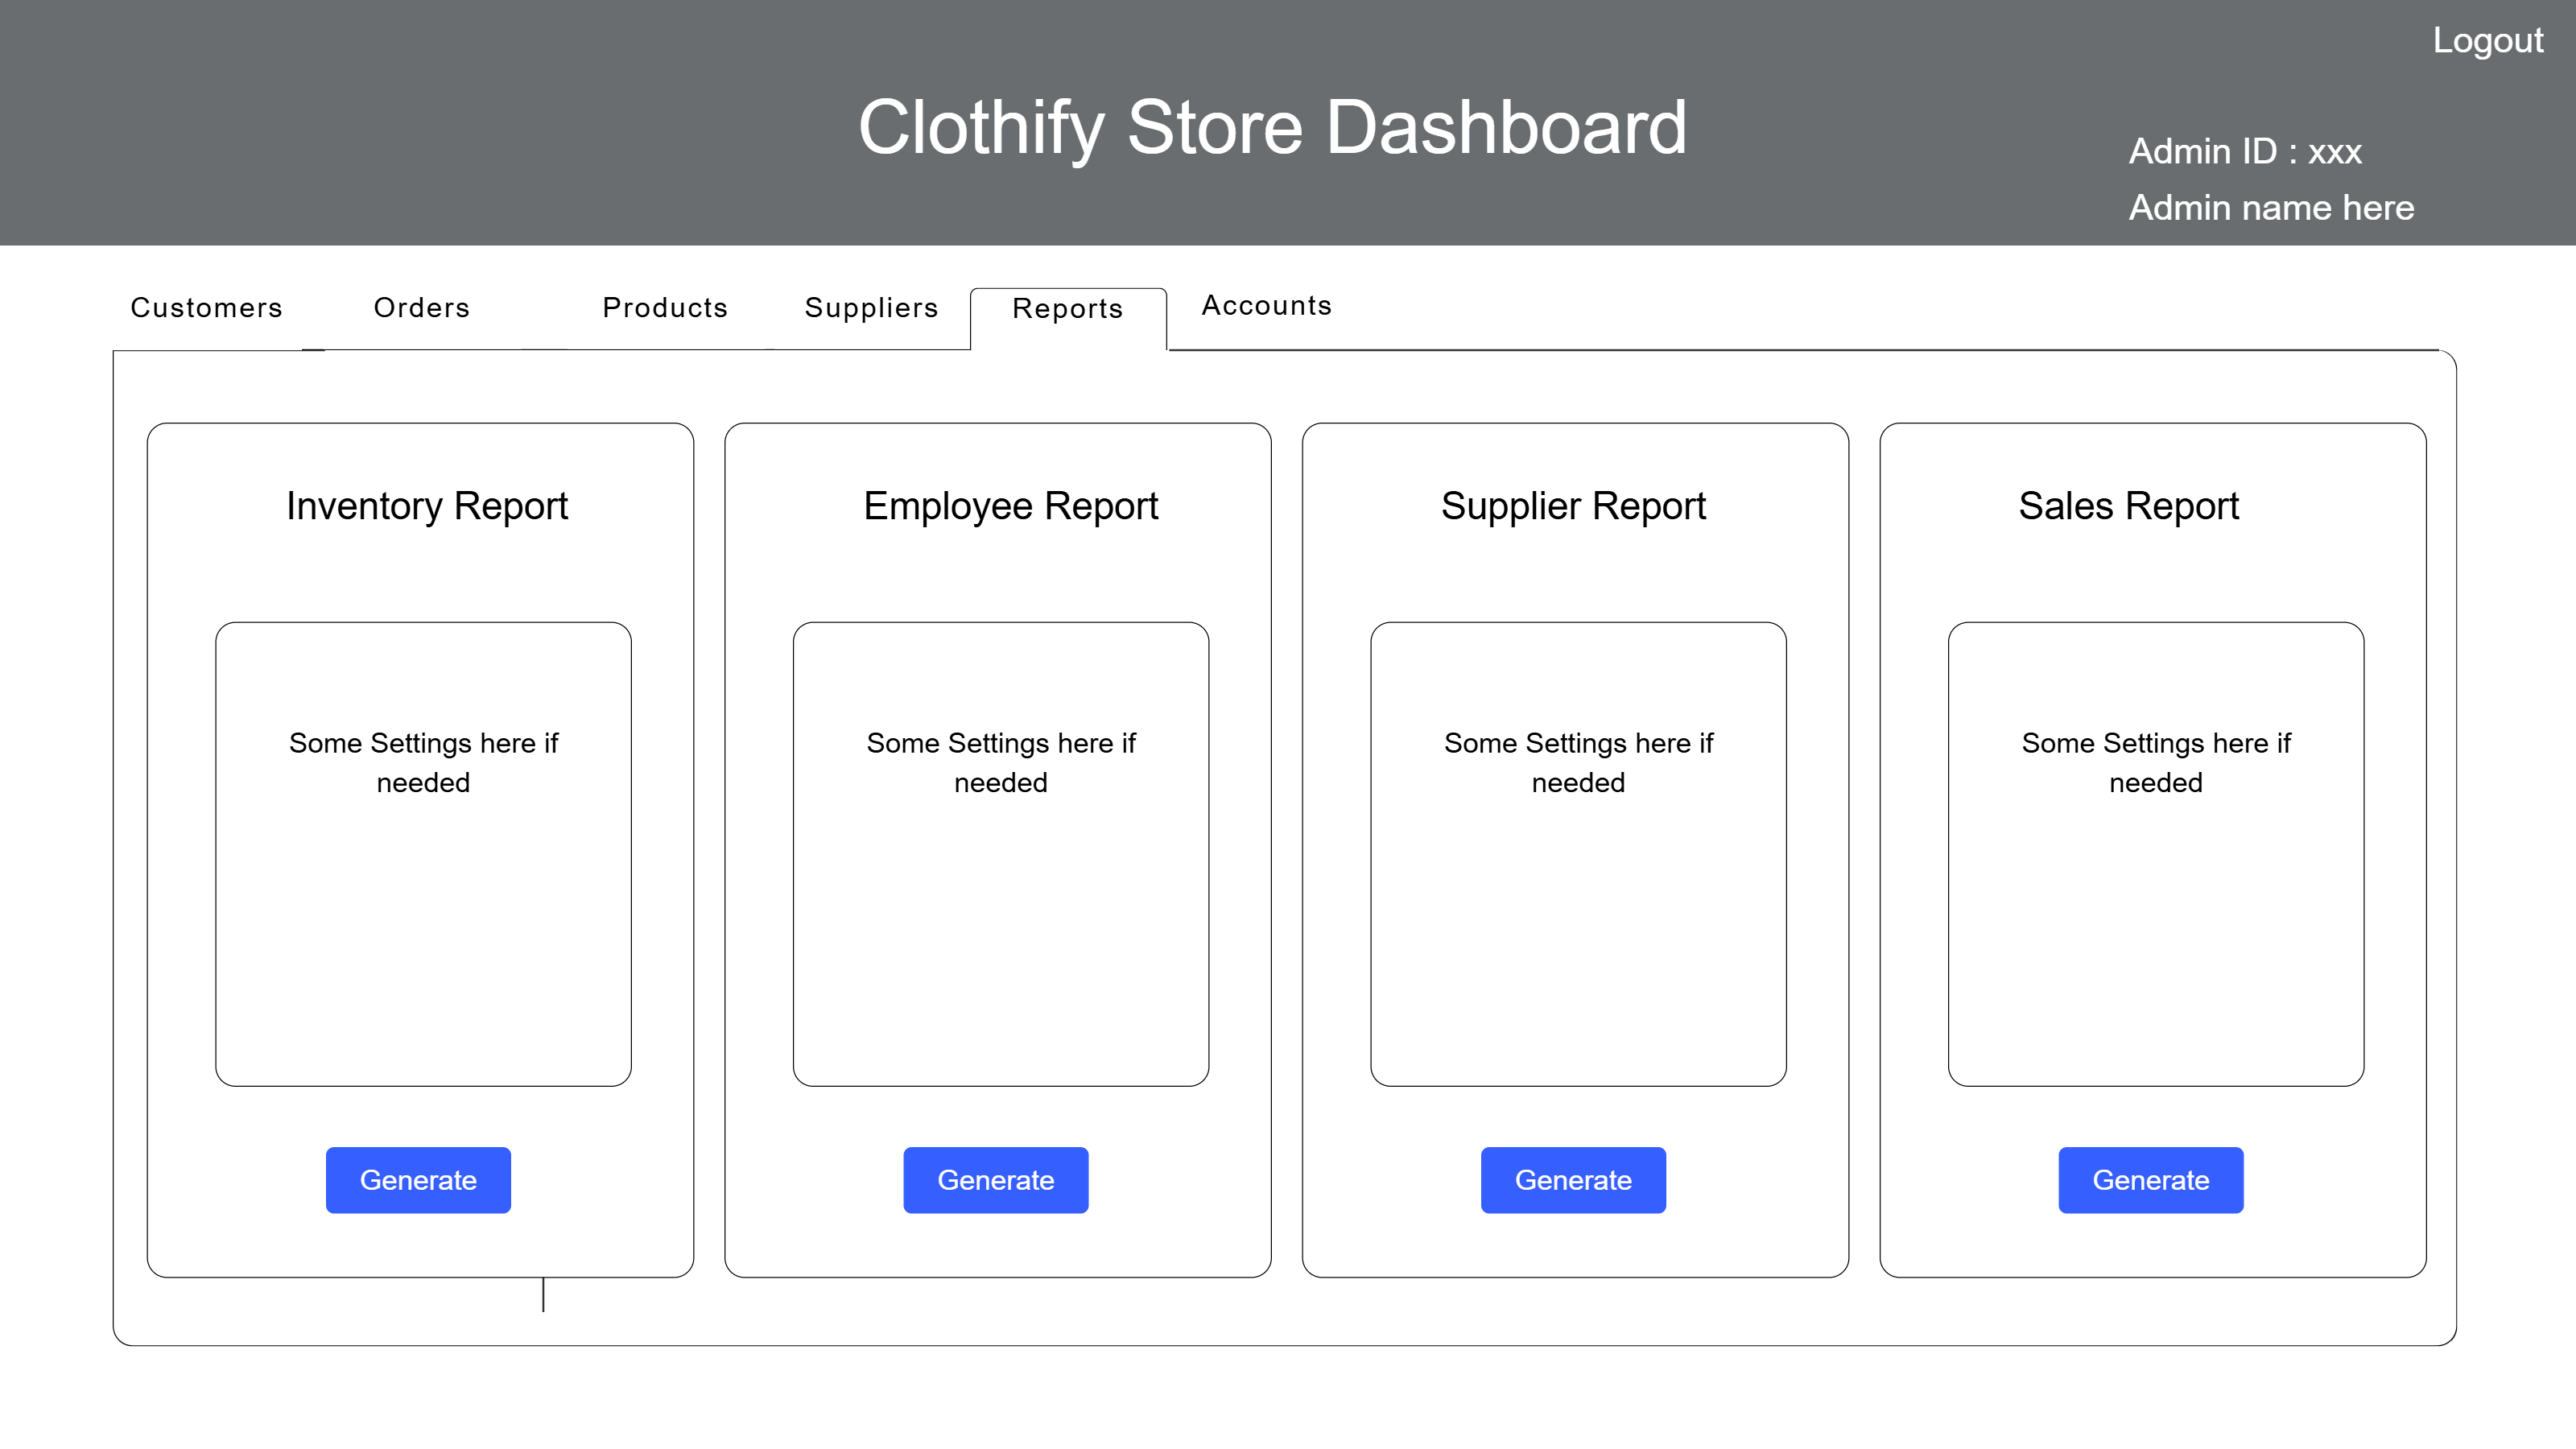 Logout
Clothify Store Dashboard
Admin ID : xxx
Admin name here
Customers
Orders
Products
Suppliers
Reports
Accounts
Inventory Report
Some Settings here if
needed
Generate
Employee Report
Some Settings here if
needed
Generate
Supplier Report
Some Settings here if
needed
Generate
Sales Report
Some Settings here if
needed
Generate